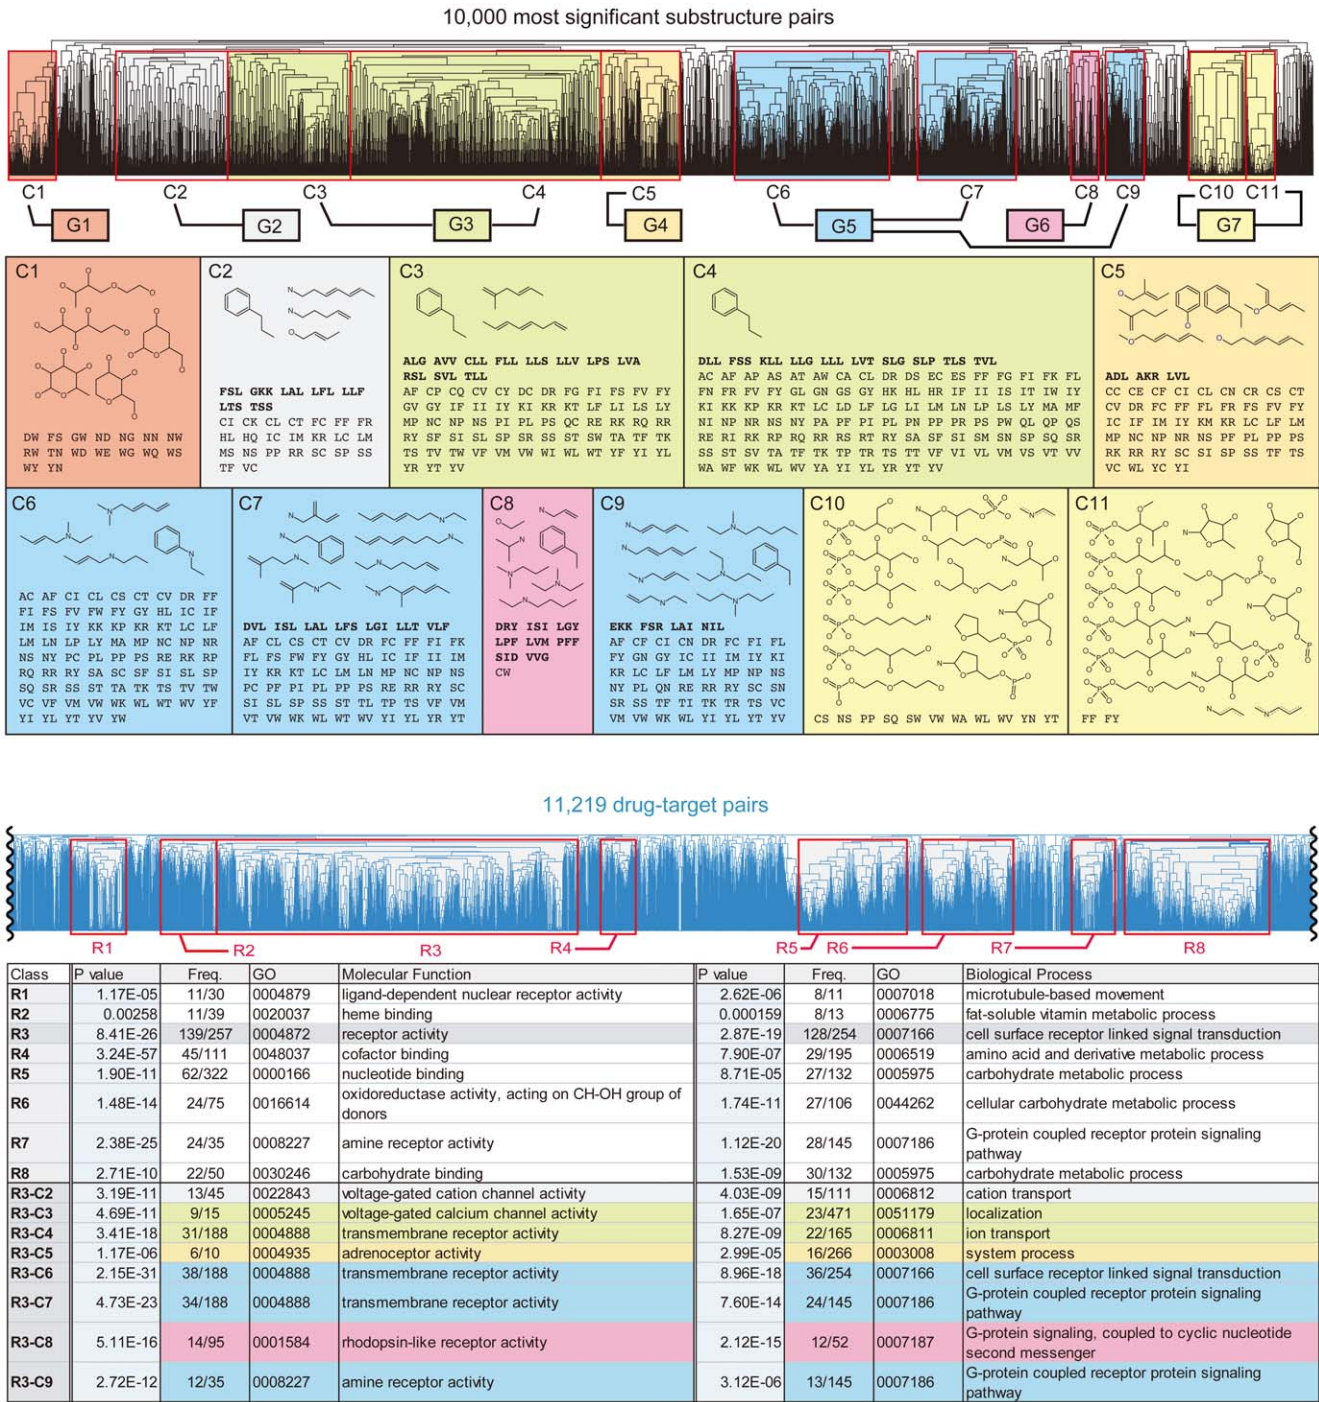 10,000 most significant substructure pairs
C1 C2 C3 C4 C5 C6 C7 C8 C9 C10 C11
G1 G2 G3 G4 G5 G6 G7
C1
DW FS GW ND NG NN NW
RW TN WD WE WG WQ WS
WY YN
C2
FSL GKK LAL LFL LLF
LTS TSS
CI CK CL CT FC FF FR
HL HQ IC IM KR LC LM
MS NS PP RR SC SP SS
TF VC
C3
ALG AVV CLL FLL LLS LLV LPS LVA
RSL SVL TLL
AF CP CQ CV CY DC DR FG FI FS FV FY
GV GY IF II IY KI KR KT LF LI LS LY
MP NC NP NS PI PL PS QC RE RK RQ RR
RY SF SI SL SP SR SS ST SW TA TF TK
TS TV TW VF VM VW WI WL WT YF YI YL
YR YT YV
C4
DLL FSS KLL LLG LLL LVT SLG SLP TLS TVL
AC AF AP AS AT AW CA CL DR DS EC ES FF FG FI FK FL
FN FR FV FY GL GN GS GY HK HL HR IF II IS IT IW IY
KI KK KP KR KT LC LD LF LG LI LM LN LP LS LY MA MF
NI NP NR NS NY PA PF PI PL PN PP PR PS PW QL QP QS
RE RI RK RP RQ RR RS RT RY SA SF SI SM SN SP SQ SR
SS ST SV TA TF TK TP TR TS TT VF VI VL VM VS VT VV
WA WF WK WL WV YA YI YL YR YT YV
C5
ADL AKR LVL
CC CE CF CI CL CN CR CS CT
CV DR FC FF FL FR FS FV FY
IC IF IM IY KM KR LC LF LM
MP NC NP NR NS PF PL PP PS
RK RR RY SC SI SP SS TF TS
VC WL YC YI
C6
AC AF CI CL CS CT CV DR FF
FI FS FV FW FY GY HL IC IF
IM IS IY KK KP KR KT LC LF
LM LN LP LY MA MP NC NP NR
NS NY PC PL PP PS RE RK RP
RQ RR RY SA SC SF SI SL SP
SQ SR SS ST TA TK TS TV TW
VC VF VM VW WK WL WT WV YF
YI YL YT YV YW
C7
DVL ISL LAL LFS LGI LLT VLF
AF CL CS CT CV DR FC FF FI FK
FL FS FW FY GY HL IC IF II IM
IY KR KT LC LM LN MP NC NP NS
PC PF PI PL PP PS RE RR RY SC
SI SL SP SS ST TL TP TS VF VM
VT VW WK WL WT WV YI YL YR YT
C8
DRY ISI LGY
LPF LVM PFF
SID VVG
CW
C9
EKK FSR LAI NIL
AF CF CI CN DR FC FI FL
FY GN GY IC II IM IY KI
KR LC LF LM LY MP NP NS
NY PL QN RE RR RY SC SN
SR SS TF TI TK TR TS VC
VM VW WK WL YI YL YT YV
C10
CS NS PP SQ SW VW WA WL WV YN YT
C11
FF FY
11,219 drug-target pairs
R1 R2 R3 R4 R5 R6 R7 R8
Class P value Freq. GO Molecular Function P value Freq. GO Biological Process
R1 1.17E-05 11/30 0004879 ligand-dependent nuclear receptor activity 2.62E-06 8/11 0007018 microtubule-based movement
R2 0.00258 11/39 0020037 heme binding 0.000159 8/13 0006775 fat-soluble vitamin metabolic process
R3 8.41E-26 139/257 0004872 receptor activity 2.87E-19 128/254 0007166 cell surface receptor linked signal transduction
R4 3.24E-57 45/111 0048037 cofactor binding 7.90E-07 29/195 0006519 amino acid and derivative metabolic process
R5 1.90E-11 62/322 0000166 nucleotide binding 8.71E-05 27/132 0005975 carbohydrate metabolic process
R6 1.48E-14 24/75 0016614 oxidoreductase activity, acting on CH-OH group of donors 1.74E-11 27/106 0044262 cellular carbohydrate metabolic process
R7 2.38E-25 24/35 0008227 amine receptor activity 1.12E-20 28/145 0007186 G-protein coupled receptor protein signaling pathway
R8 2.71E-10 22/50 0030246 carbohydrate binding 1.53E-09 30/132 0005975 carbohydrate metabolic process
R3-C2 3.19E-11 13/45 0022843 voltage-gated cation channel activity 4.03E-09 15/111 0006812 cation transport
R3-C3 4.69E-11 9/15 0005245 voltage-gated calcium channel activity 1.65E-07 23/471 0051179 localization
R3-C4 3.41E-18 31/188 0004888 transmembrane receptor activity 8.27E-09 22/165 0006811 ion transport
R3-C5 1.17E-06 6/10 0004935 adrenoceptor activity 2.99E-05 16/266 0003008 system process
R3-C6 2.15E-31 38/188 0004888 transmembrane receptor activity 8.96E-18 36/254 0007166 cell surface receptor linked signal transduction
R3-C7 4.73E-23 34/188 0004888 transmembrane receptor activity 7.60E-14 24/145 0007186 G-protein coupled receptor protein signaling pathway
R3-C8 5.11E-16 14/95 0001584 rhodopsin-like receptor activity 2.12E-15 12/52 0007187 G-protein signaling, coupled to cyclic nucleotide second messenger
R3-C9 2.72E-12 12/35 0008227 amine receptor activity 3.12E-06 13/145 0007186 G-protein coupled receptor protein signaling pathway